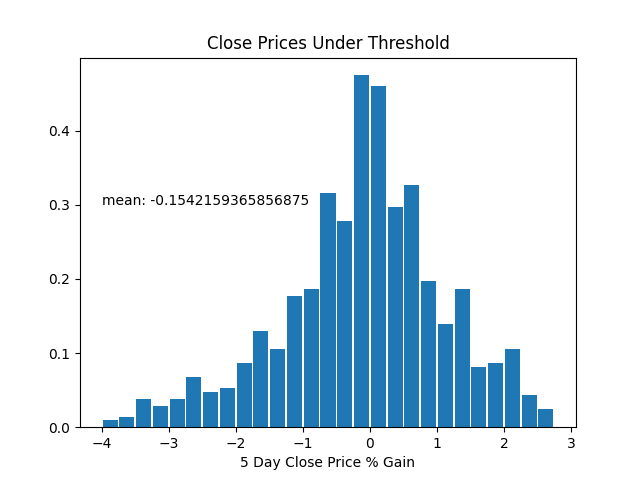 Close Prices Under Threshold
0.4
mean: -0.1542159365856875
0.3
0.2
0.1
0.0
−4 −3 −2 −1 0 1 2 3
5 Day Close Price % Gain